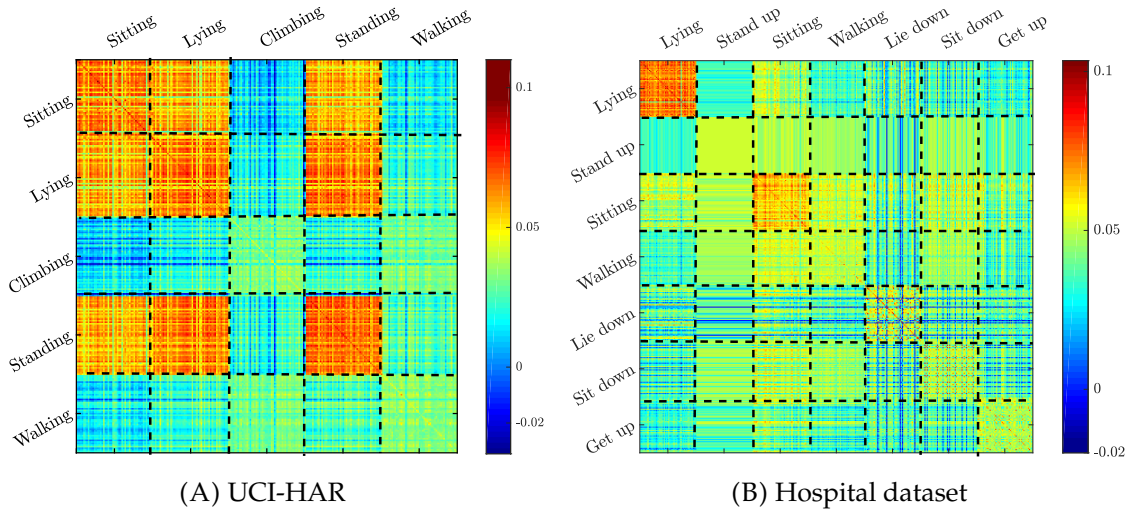 Sitting Lying Climbing Standing Walking
Sitting
Lying
Climbing
Standing
Walking
0.1
0.05
0
-0.02
(A) UCI-HAR
Lying Stand up Sitting Walking Lie down Sit down Get up
Lying
Stand up
Sitting
Walking
Lie down
Sit down
Get up
0.1
0.05
0
-0.02
(B) Hospital dataset